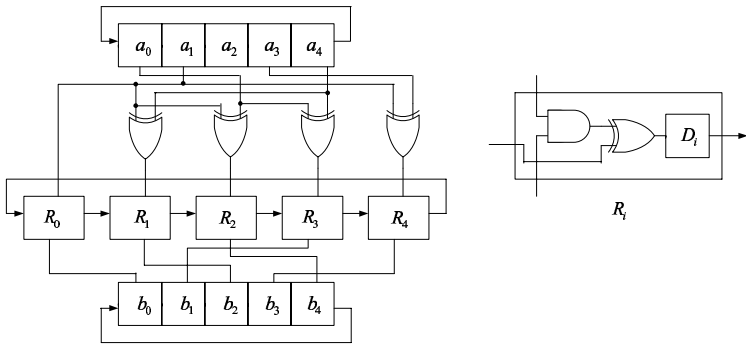 a₀ a₁ a₂ a₃ a₄
R₀ R₁ R₂ R₃ R₄
b₀ b₁ b₂ b₃ b₄
Dᵢ
Rᵢ